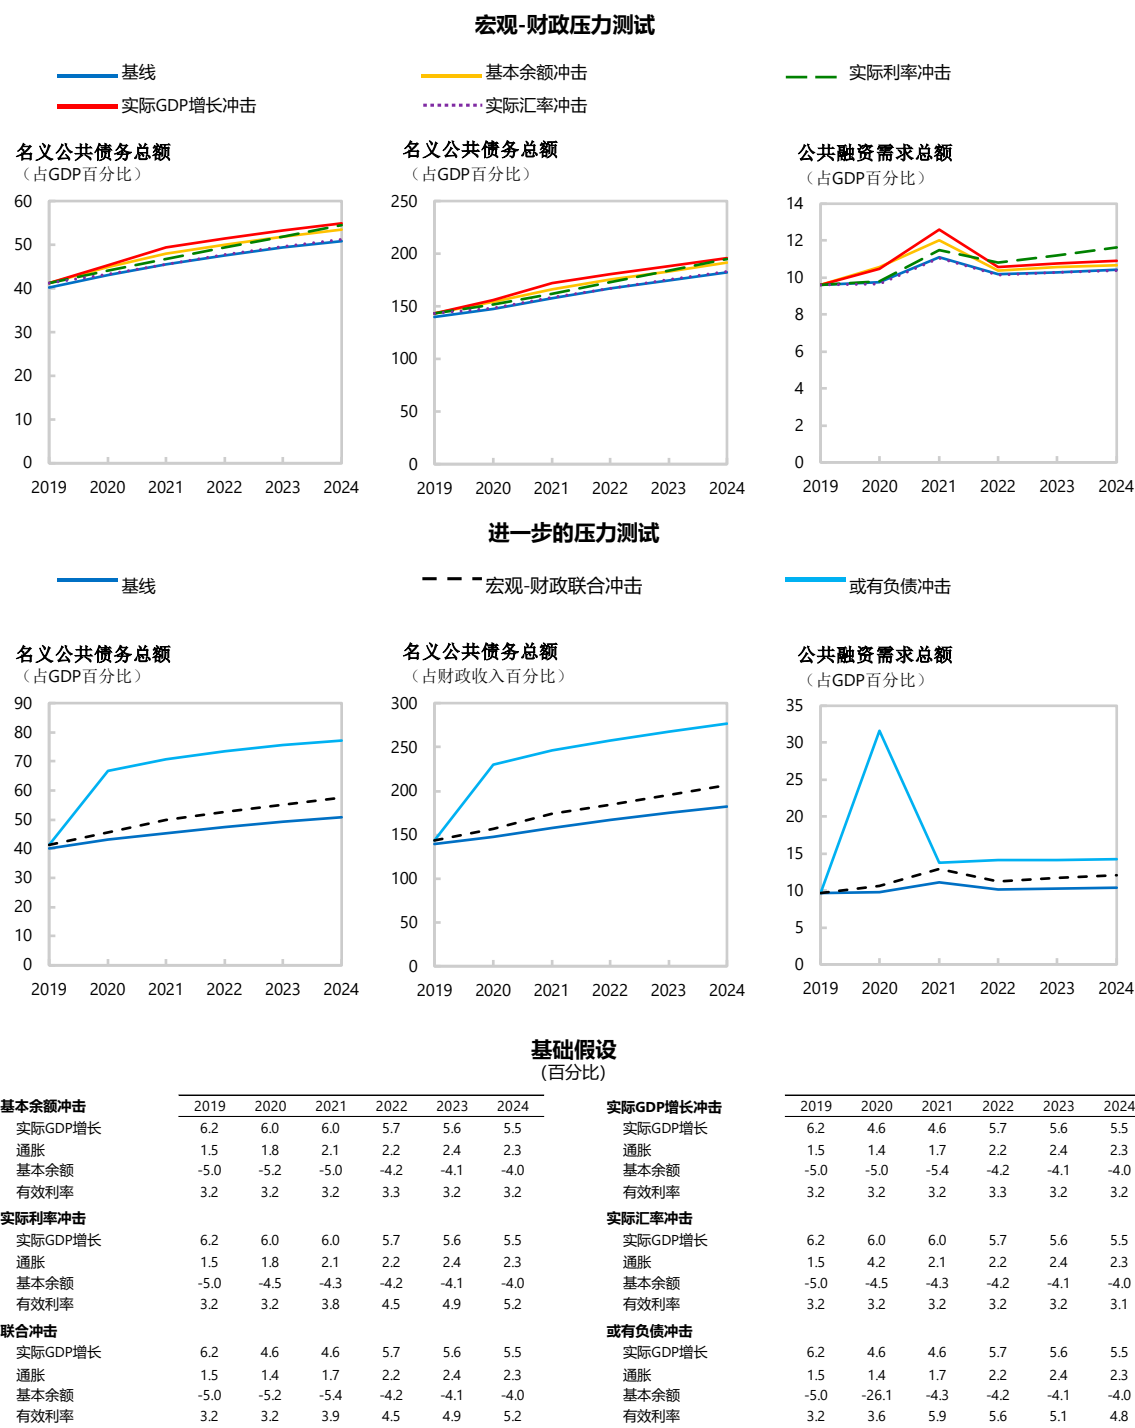 宏观-财政压力测试
基线 基本余额冲击 实际利率冲击
实际GDP增长冲击 实际汇率冲击
名义公共债务总额 名义公共债务总额 公共融资需求总额
（占GDP百分比） （占GDP百分比） （占GDP百分比）
60 250 14
50 200 12
40 150 10
30 100 8
20 50 6
10 0 4
0 2
0
2019 2020 2021 2022 2023 2024 2019 2020 2021 2022 2023 2024 2019 2020 2021 2022 2023 2024
进一步的压力测试
基线 宏观-财政联合冲击 或有负债冲击
名义公共债务总额 名义公共债务总额 公共融资需求总额
（占GDP百分比） （占财政收入百分比） （占GDP百分比）
90 300 35
80 250 30
70 200 25
60 150 20
50 100 15
40 50 10
30 0 5
20 0
10
0
2019 2020 2021 2022 2023 2024 2019 2020 2021 2022 2023 2024 2019 2020 2021 2022 2023 2024
基础假设
(百分比)
基本余额冲击 2019 2020 2021 2022 2023 2024 实际GDP增长冲击 2019 2020 2021 2022 2023 2024
实际GDP增长 6.2 6.0 6.0 5.7 5.6 5.5 实际GDP增长 6.2 4.6 4.6 5.7 5.6 5.5
通胀 1.5 1.8 2.1 2.2 2.4 2.3 通胀 1.5 1.4 1.7 2.2 2.4 2.3
基本余额 -5.0 -5.2 -5.0 -4.2 -4.1 -4.0 基本余额 -5.0 -5.0 -5.4 -4.2 -4.1 -4.0
有效利率 3.2 3.2 3.2 3.3 3.2 3.2 有效利率 3.2 3.2 3.2 3.3 3.2 3.2
实际利率冲击 实际汇率冲击
实际GDP增长 6.2 6.0 6.0 5.7 5.6 5.5 实际GDP增长 6.2 6.0 6.0 5.7 5.6 5.5
通胀 1.5 1.8 2.1 2.2 2.4 2.3 通胀 1.5 4.2 2.1 2.2 2.4 2.3
基本余额 -5.0 -4.5 -4.3 -4.2 -4.1 -4.0 基本余额 -5.0 -4.5 -4.3 -4.2 -4.1 -4.0
有效利率 3.2 3.2 3.8 4.5 4.9 5.2 有效利率 3.2 3.2 3.2 3.2 3.2 3.1
联合冲击 或有负债冲击
实际GDP增长 6.2 4.6 4.6 5.7 5.6 5.5 实际GDP增长 6.2 4.6 4.6 5.7 5.6 5.5
通胀 1.5 1.4 1.7 2.2 2.4 2.3 通胀 1.5 1.4 1.7 2.2 2.4 2.3
基本余额 -5.0 -5.2 -5.4 -4.2 -4.1 -4.0 基本余额 -5.0 -26.1 -4.3 -4.2 -4.1 -4.0
有效利率 3.2 3.2 3.9 4.5 4.9 5.2 有效利率 3.2 3.6 5.9 5.6 5.1 4.8